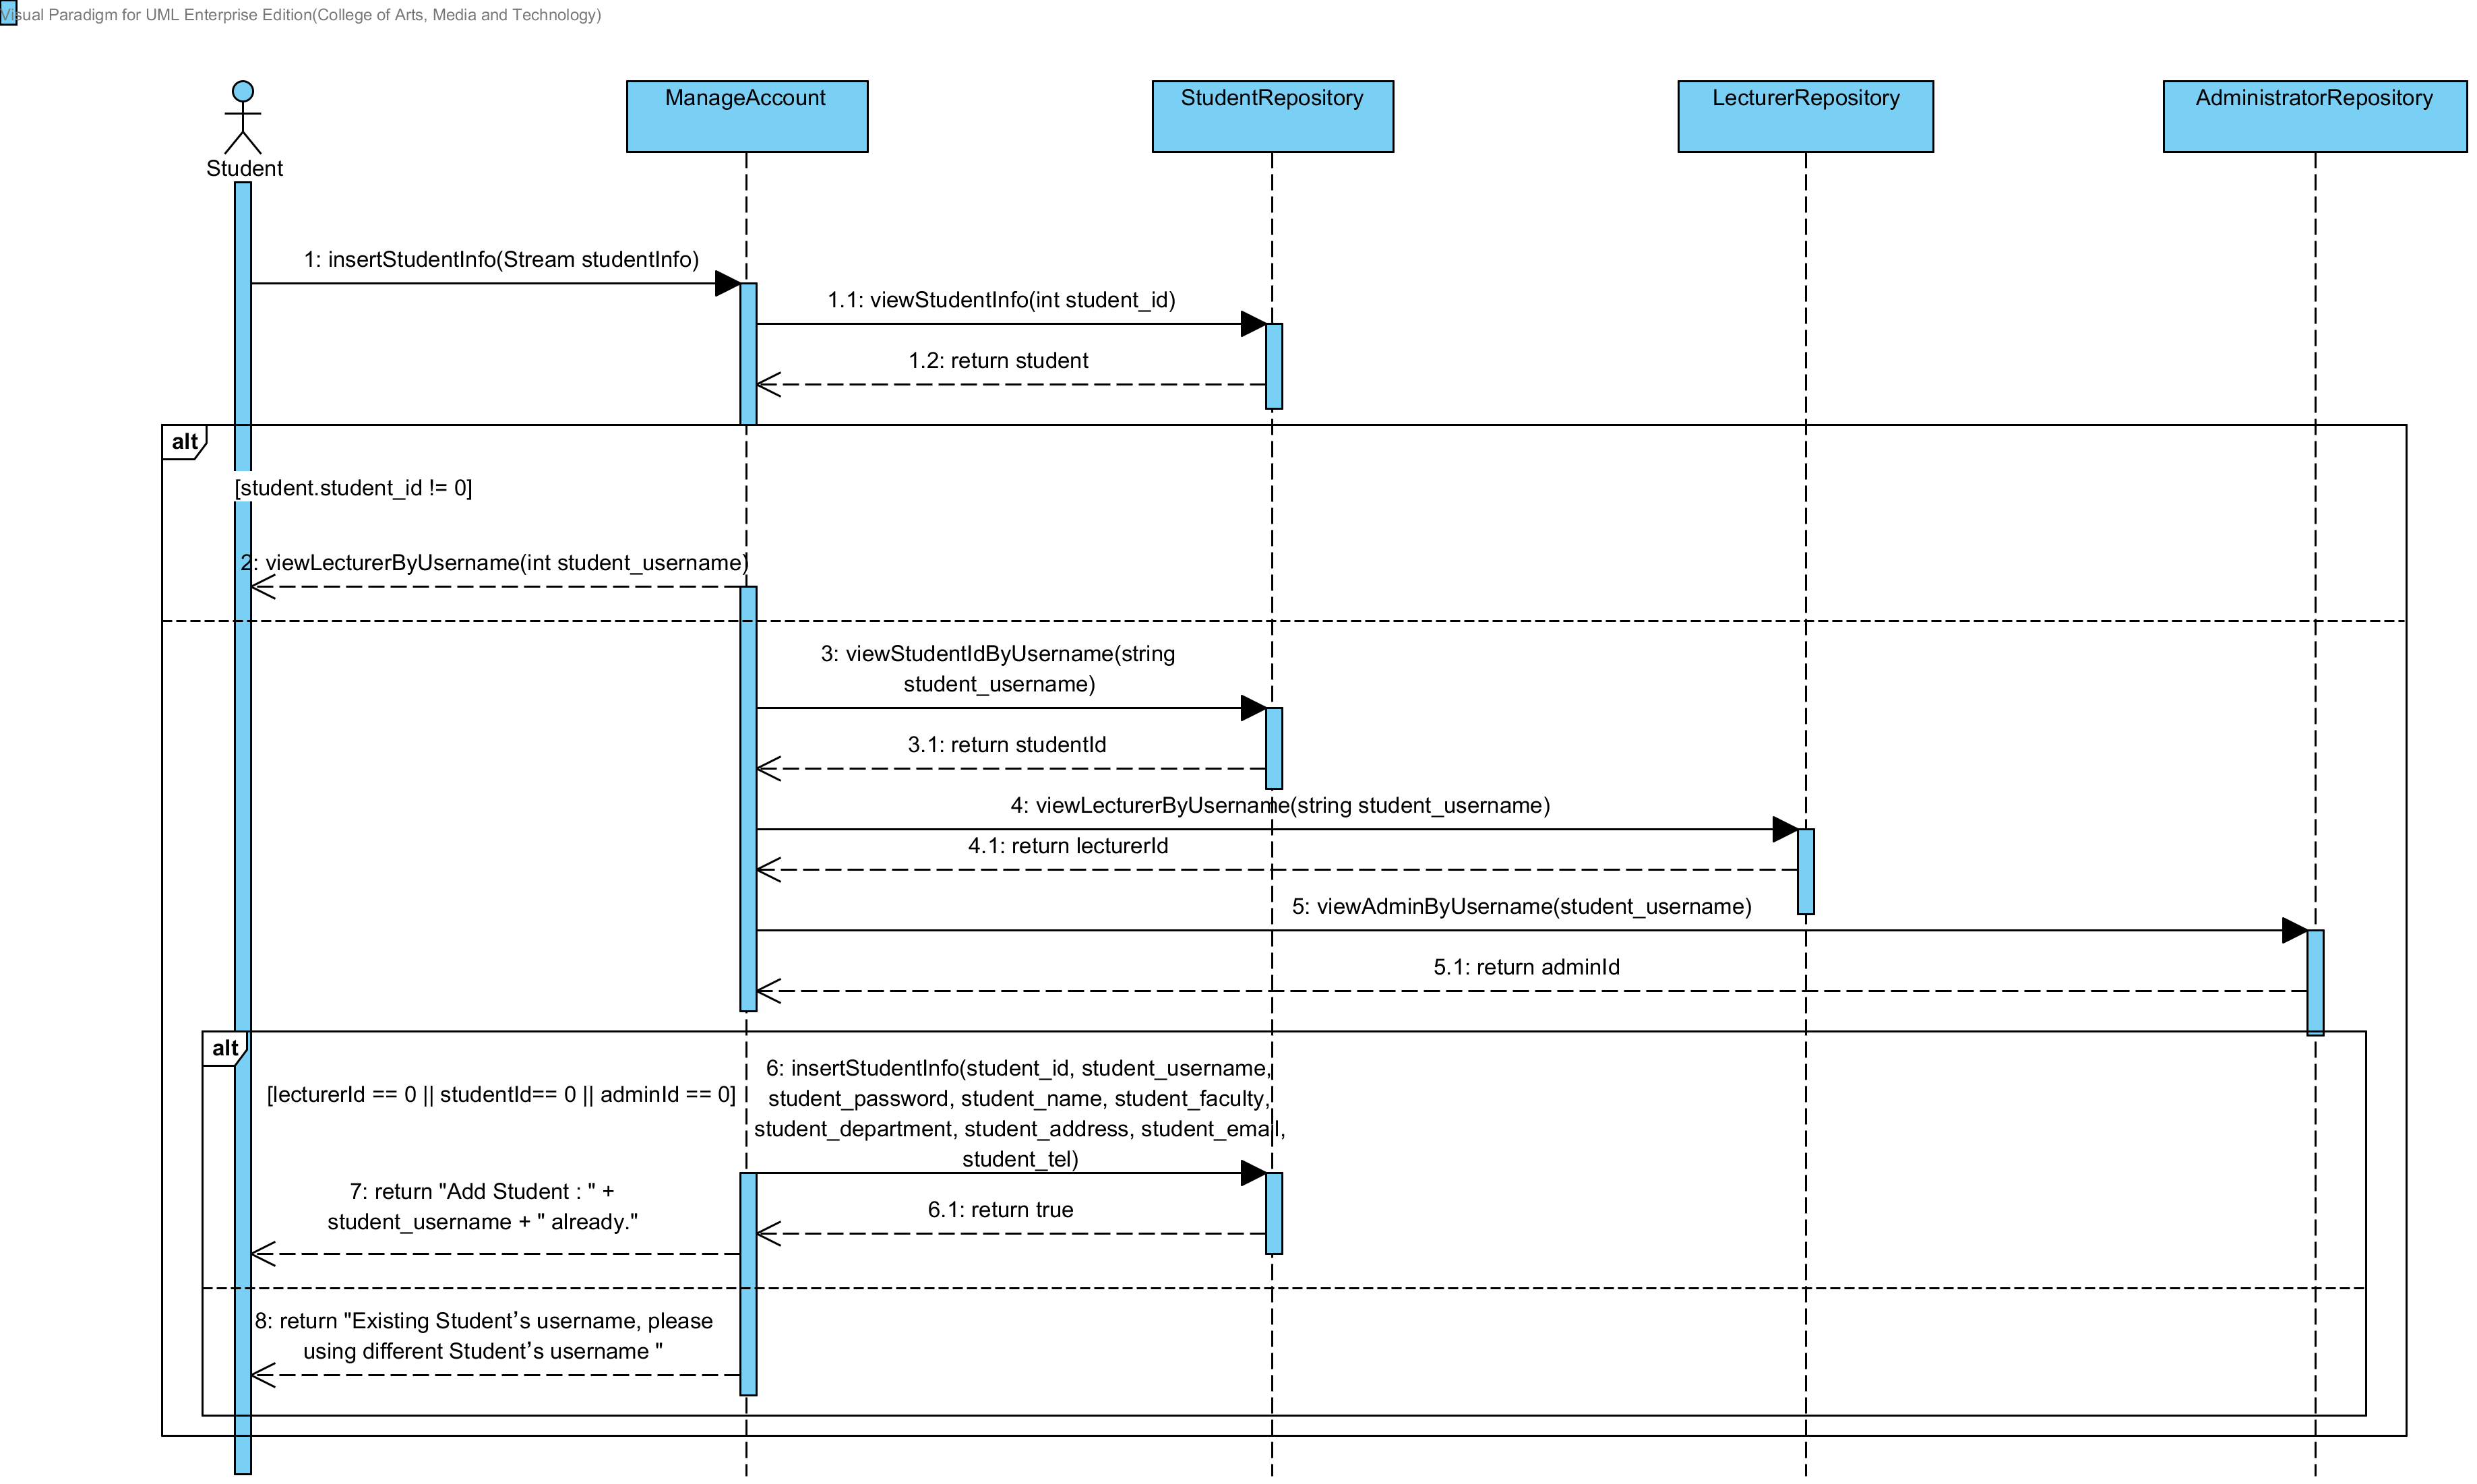 Visual Paradigm for UML Enterprise Edition(College of Arts, Media and Technology)
Student
ManageAccount
StudentRepository
LecturerRepository
AdministratorRepository
1: insertStudentInfo(Stream studentInfo)
1.1: viewStudentInfo(int student_id)
1.2: return student
alt
[student.student_id != 0]
2: viewLecturerByUsername(int student_username)
3: viewStudentIdByUsername(string
student_username)
3.1: return studentId
4: viewLecturerByUsername(string student_username)
4.1: return lecturerId
5: viewAdminByUsername(student_username)
5.1: return adminId
alt
[lecturerId == 0 || studentId== 0 || adminId == 0]
6: insertStudentInfo(student_id, student_username,
student_password, student_name, student_faculty,
student_department, student_address, student_email,
student_tel)
7: return "Add Student : " +
student_username + " already."
6.1: return true
8: return "Existing Student’s username, please
using different Student’s username "